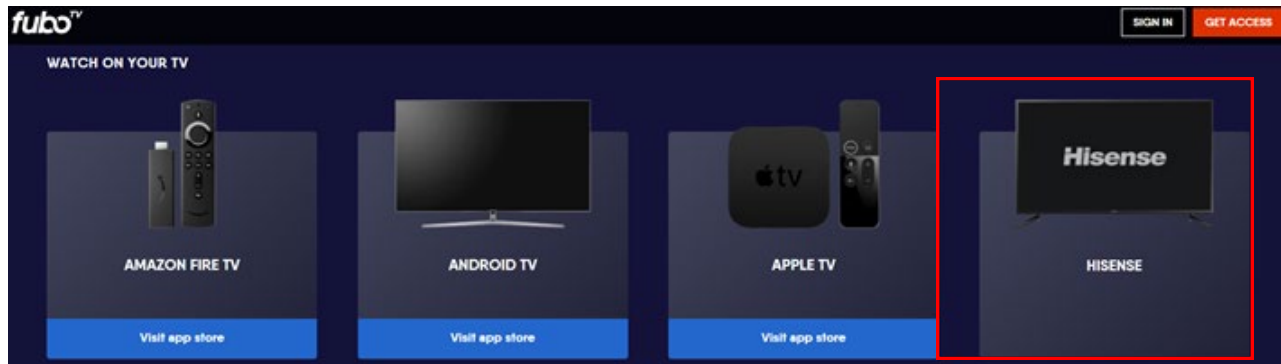 fubo TV
SIGN IN
GET ACCESS
WATCH ON YOUR TV
tv
Hisense
AMAZON FIRE TV
ANDROID TV
APPLE TV
HISENSE
Visit app store
Visit app store
Visit app store